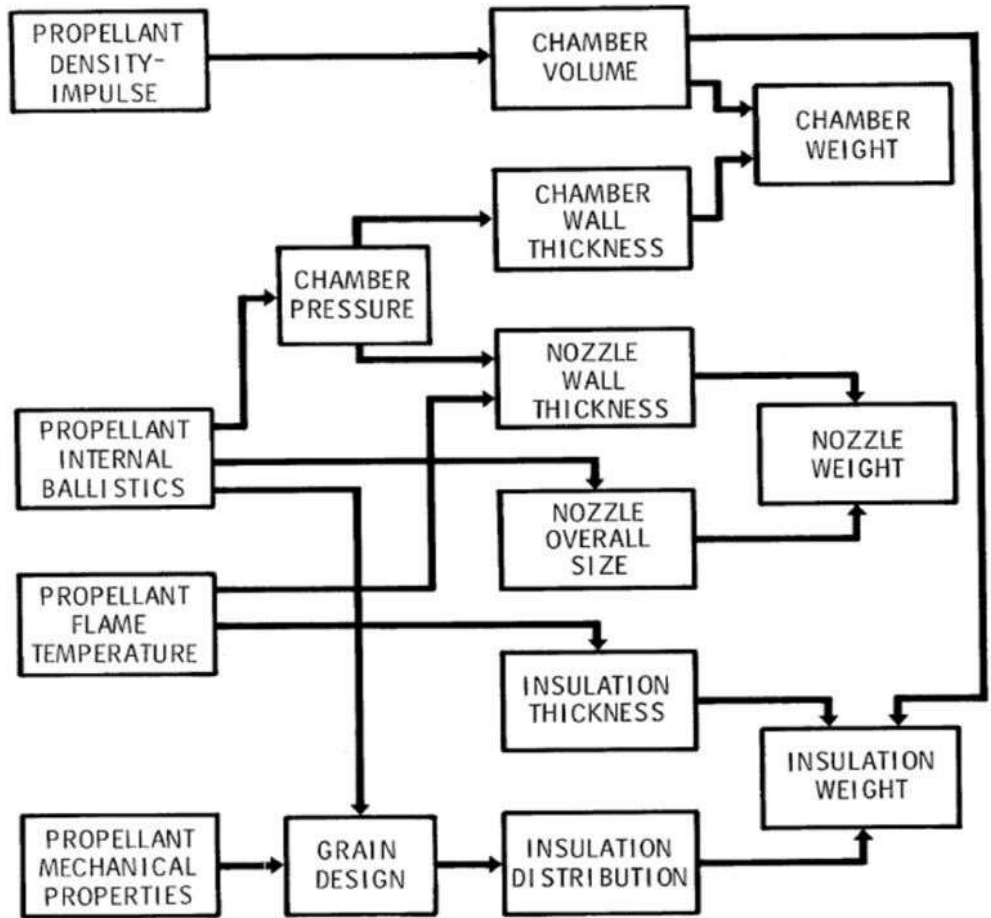 PROPELLANT
DENSITY-
IMPULSE
CHAMBER
VOLUME
CHAMBER
WEIGHT
CHAMBER
WALL
THICKNESS
CHAMBER
PRESSURE
NOZZLE
WALL
THICKNESS
NOZZLE
WEIGHT
PROPELLANT
INTERNAL
BALLISTICS
NOZZLE
OVERALL
SIZE
PROPELLANT
FLAME
TEMPERATURE
INSULATION
THICKNESS
INSULATION
WEIGHT
PROPELLANT
MECHANICAL
PROPERTIES
GRAIN
DESIGN
INSULATION
DISTRIBUTION